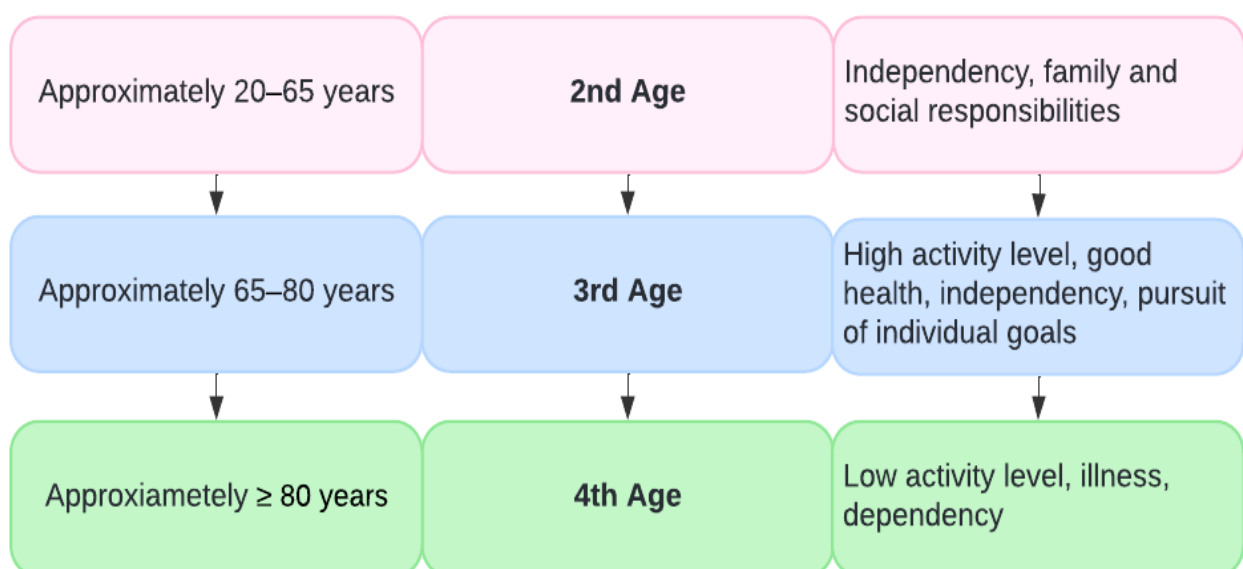 Approximately 20–65 years
2nd Age
Independency, family and
social responsibilities
Approximately 65–80 years
3rd Age
High activity level, good
health, independency, pursuit
of individual goals
Approxiametely ≥ 80 years
4th Age
Low activity level, illness,
dependency